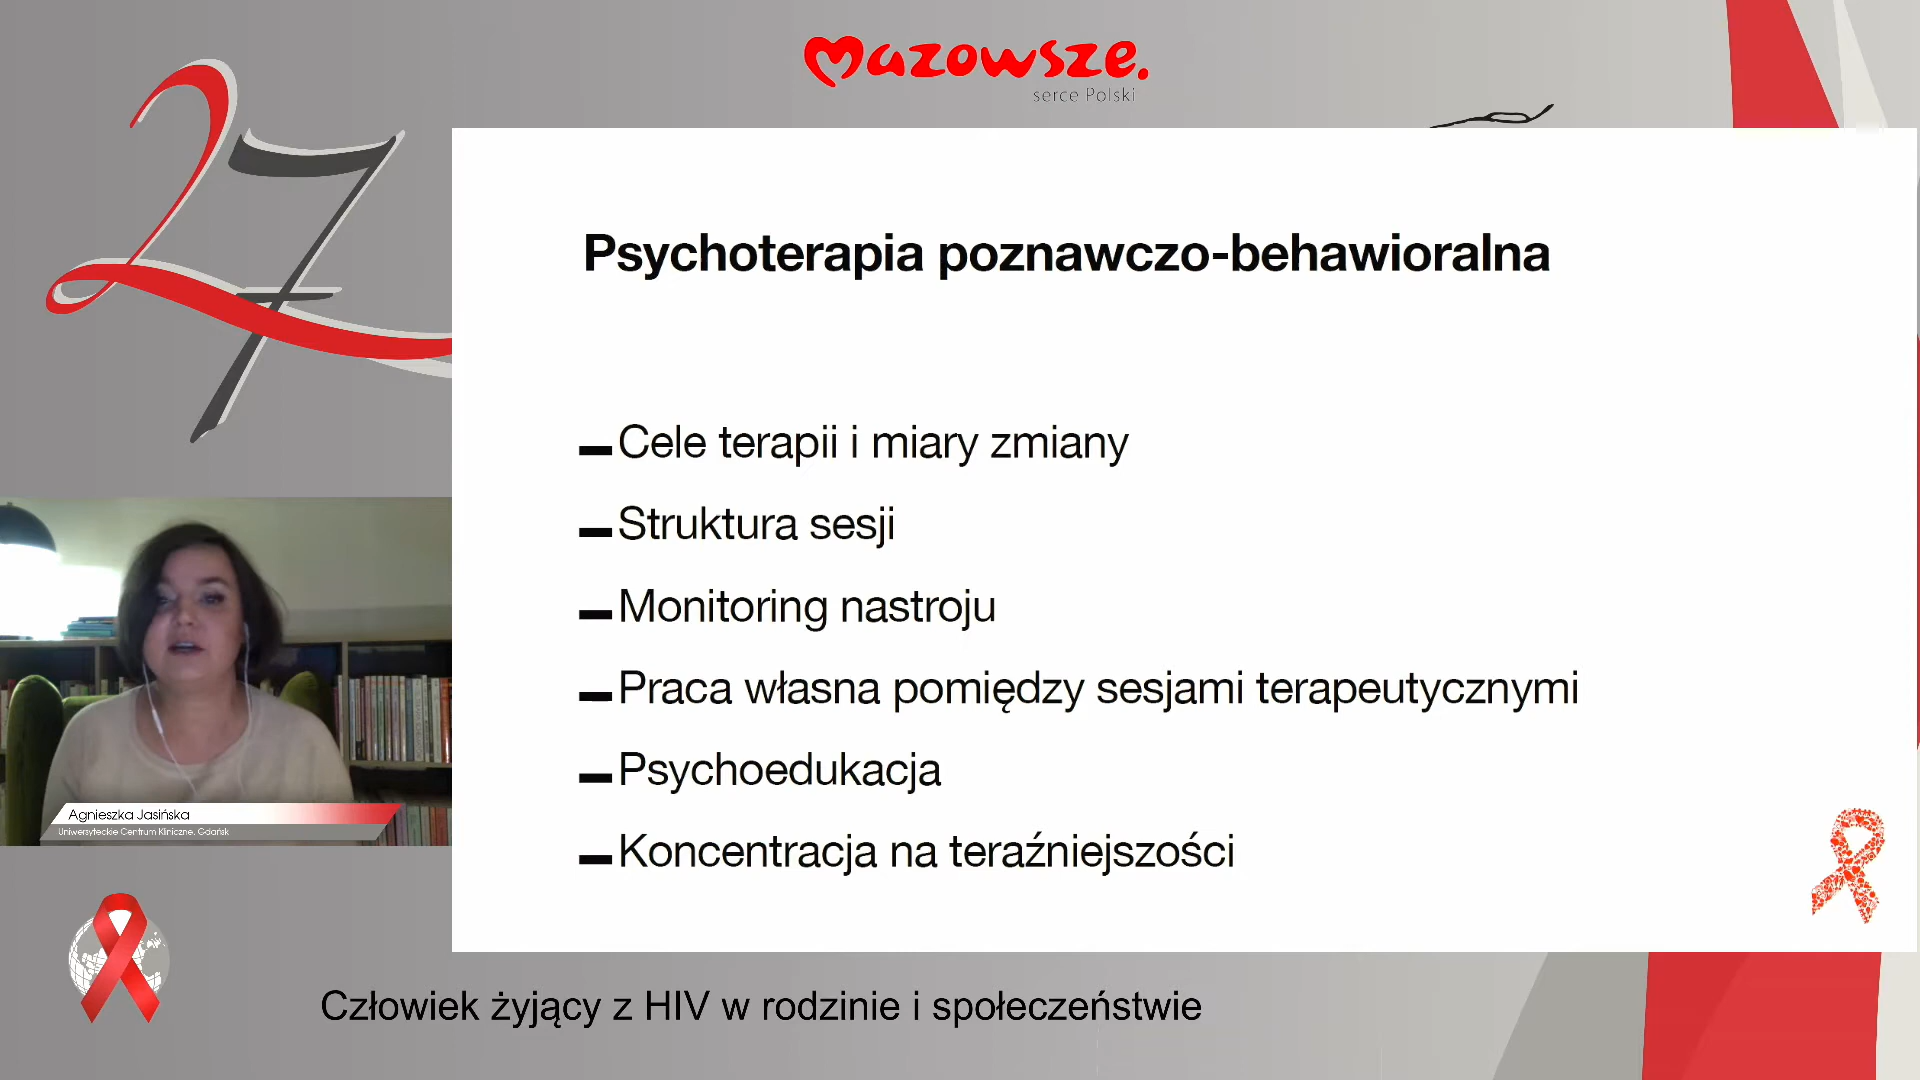 27
Mazowsze.
serce Polski
Psychoterapia poznawczo-behawioralna
Cele terapii i miary zmiany
Struktura sesji
Monitoring nastroju
Praca własna pomiędzy sesjami terapeutycznymi
Psychoedukacja
Koncentracja na teraźniejszości
Agnieszka Jasińska
Uniwersyteckie Centrum Kliniczne, Gdańsk
Człowiek żyjący z HIV w rodzinie i społeczeństwie